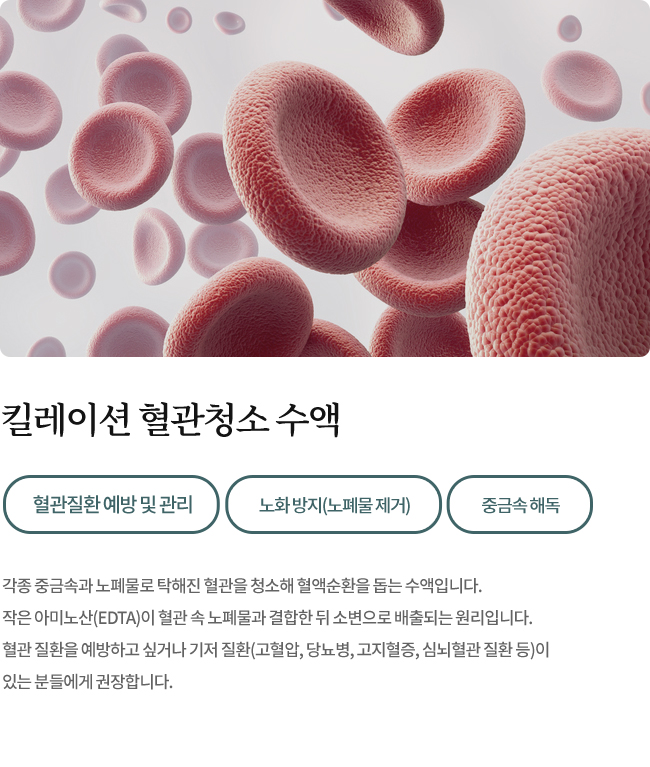 킬레이션 혈관청소 수액
혈관질환 예방 및 관리
노화 방지(노폐물 제거)
중금속 해독
각종 중금속과 노폐물로 탁해진 혈관을 청소해 혈액순환을 돕는 수액입니다.
작은 아미노산(EDTA)이 혈관 속 노폐물과 결합한 뒤 소변으로 배출되는 원리입니다.
혈관 질환을 예방하고 싶거나 기저 질환(고혈압, 당뇨병, 고지혈증, 심뇌혈관 질환 등)이
있는 분들에게 권장합니다.